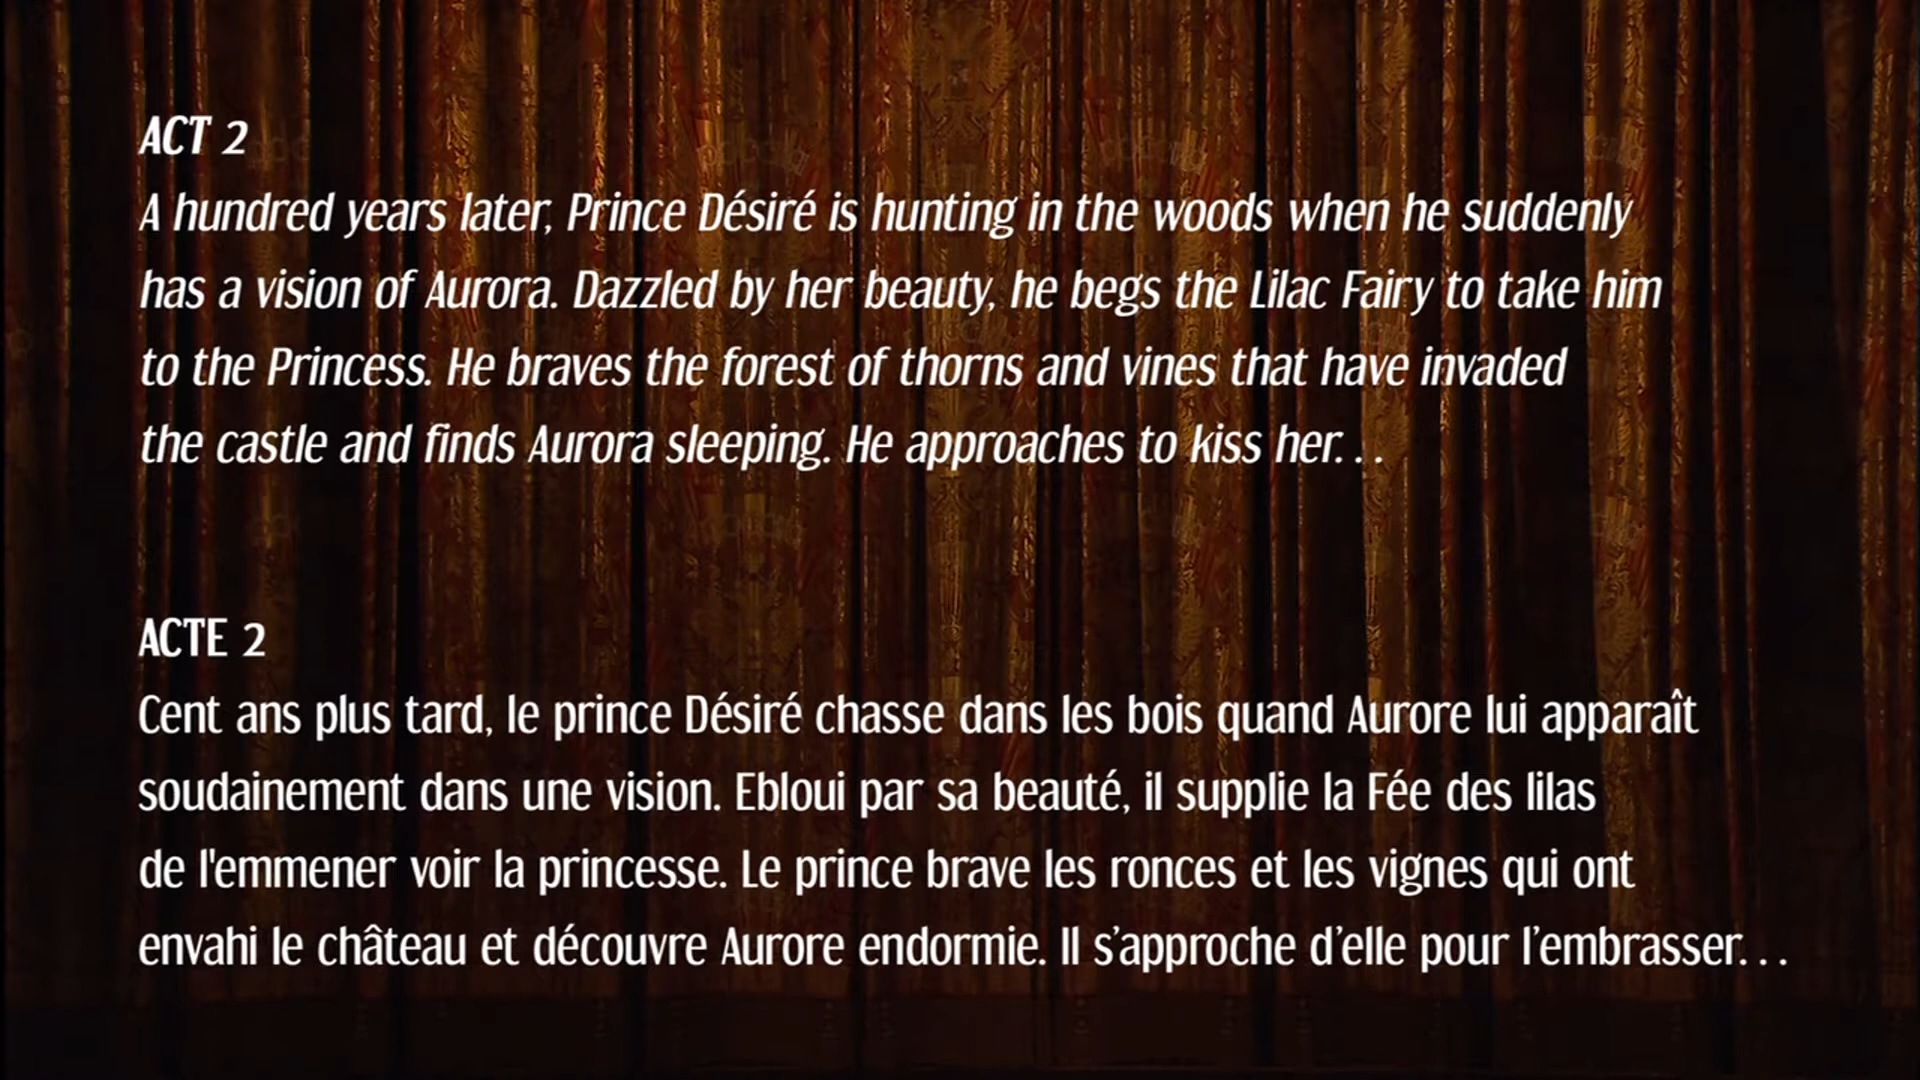 ACT 2
A hundred years later, Prince Désiré is hunting in the woods when he suddenly
has a vision of Aurora. Dazzled by her beauty, he begs the Lilac Fairy to take him
to the Princess. He braves the forest of thorns and vines that have invaded
the castle and finds Aurora sleeping. He approaches to kiss her. . .
ACTE 2
Cent ans plus tard, le prince Désiré chasse dans les bois quand Aurore lui apparaît
soudainement dans une vision. Ebloui par sa beauté, il supplie la Fée des lilas
de l'emmener voir la princesse. Le prince brave les ronces et les vignes qui ont
envahi le château et découvre Aurore endormie. Il s’approche d’elle pour l’embrasser. . .